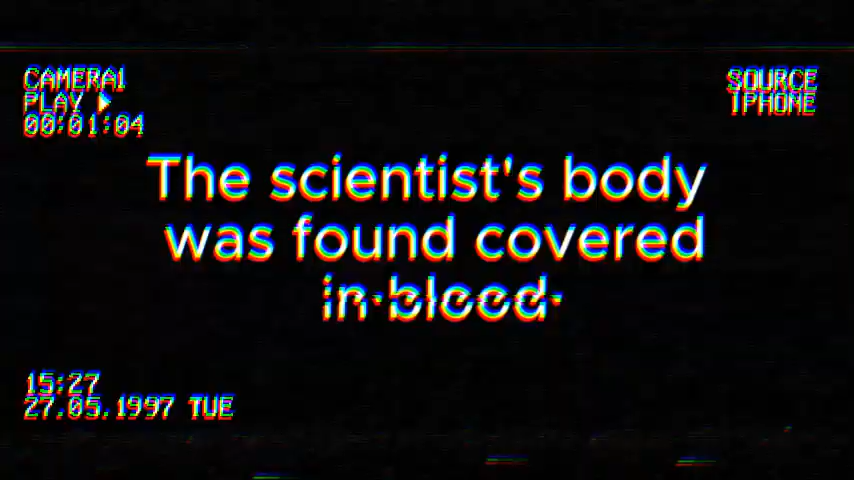 CAMERA1
PLAY
00:01:04
SOURCE
IPHONE
The scientist's body
was found covered
in blood.
15:27
27.05.1997 TUE